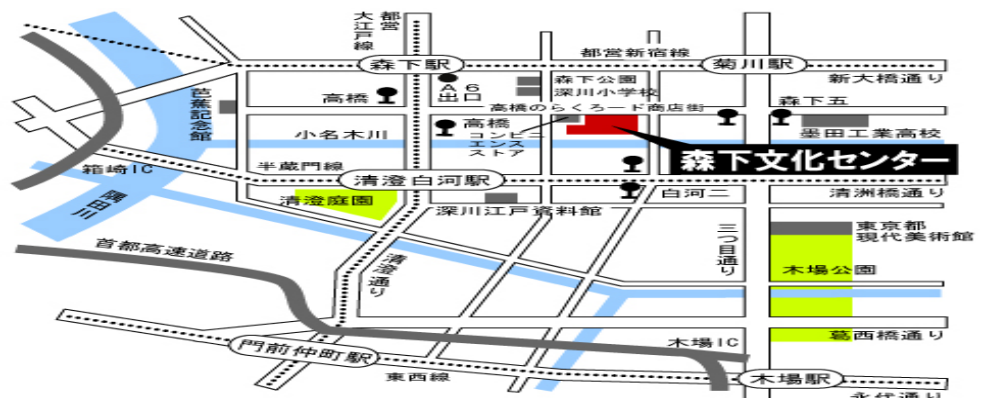 大江戸線
都営
都営新宿線
森下駅
菊川駅
新大橋通り
森下公園
深川小学校
A6
出口
高橋
芭蕉記念館
森下五
高橋のらくろード商店街
墨田工業高校
小名木川
高橋
コンビニ
エンス
ストア
森下文化センター
半蔵門線
箱崎IC
清澄白河駅
白河二
清洲橋通り
清澄庭園
深川江戸資料館
隅田川
東京都
現代美術館
三つ目通り
首都高速道路
清澄通り
木場公園
葛西橋通り
木場IC
門前仲町駅
東西線
木場駅
永代通り